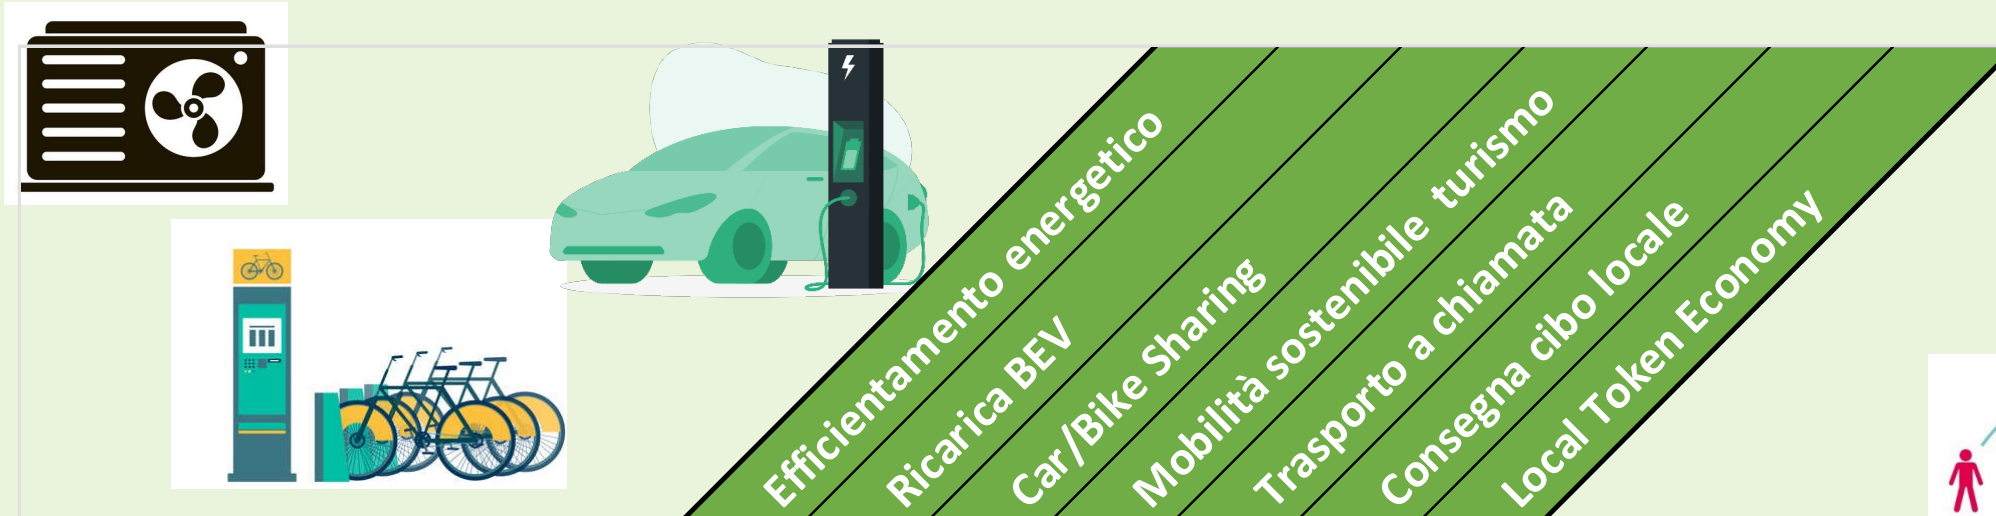 Efficientamento energetico
Ricarica BEV
Car/Bike Sharing
Mobilità sostenibile turismo
Trasporto a chiamata
Consegna cibo locale
Local Token Economy